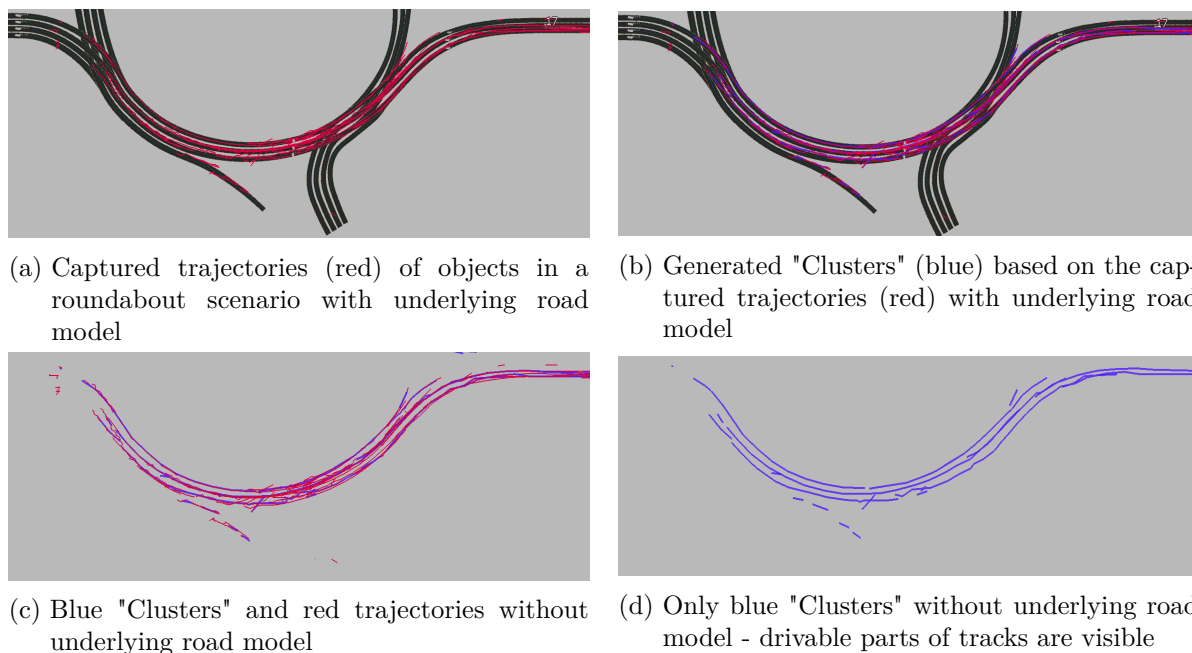 17
17
(a) Captured trajectories (red) of objects in a
roundabout scenario with underlying road
model
(b) Generated "Clusters" (blue) based on the cap-
tured trajectories (red) with underlying road
model
(c) Blue "Clusters" and red trajectories without
underlying road model
(d) Only blue "Clusters" without underlying road
model - drivable parts of tracks are visible